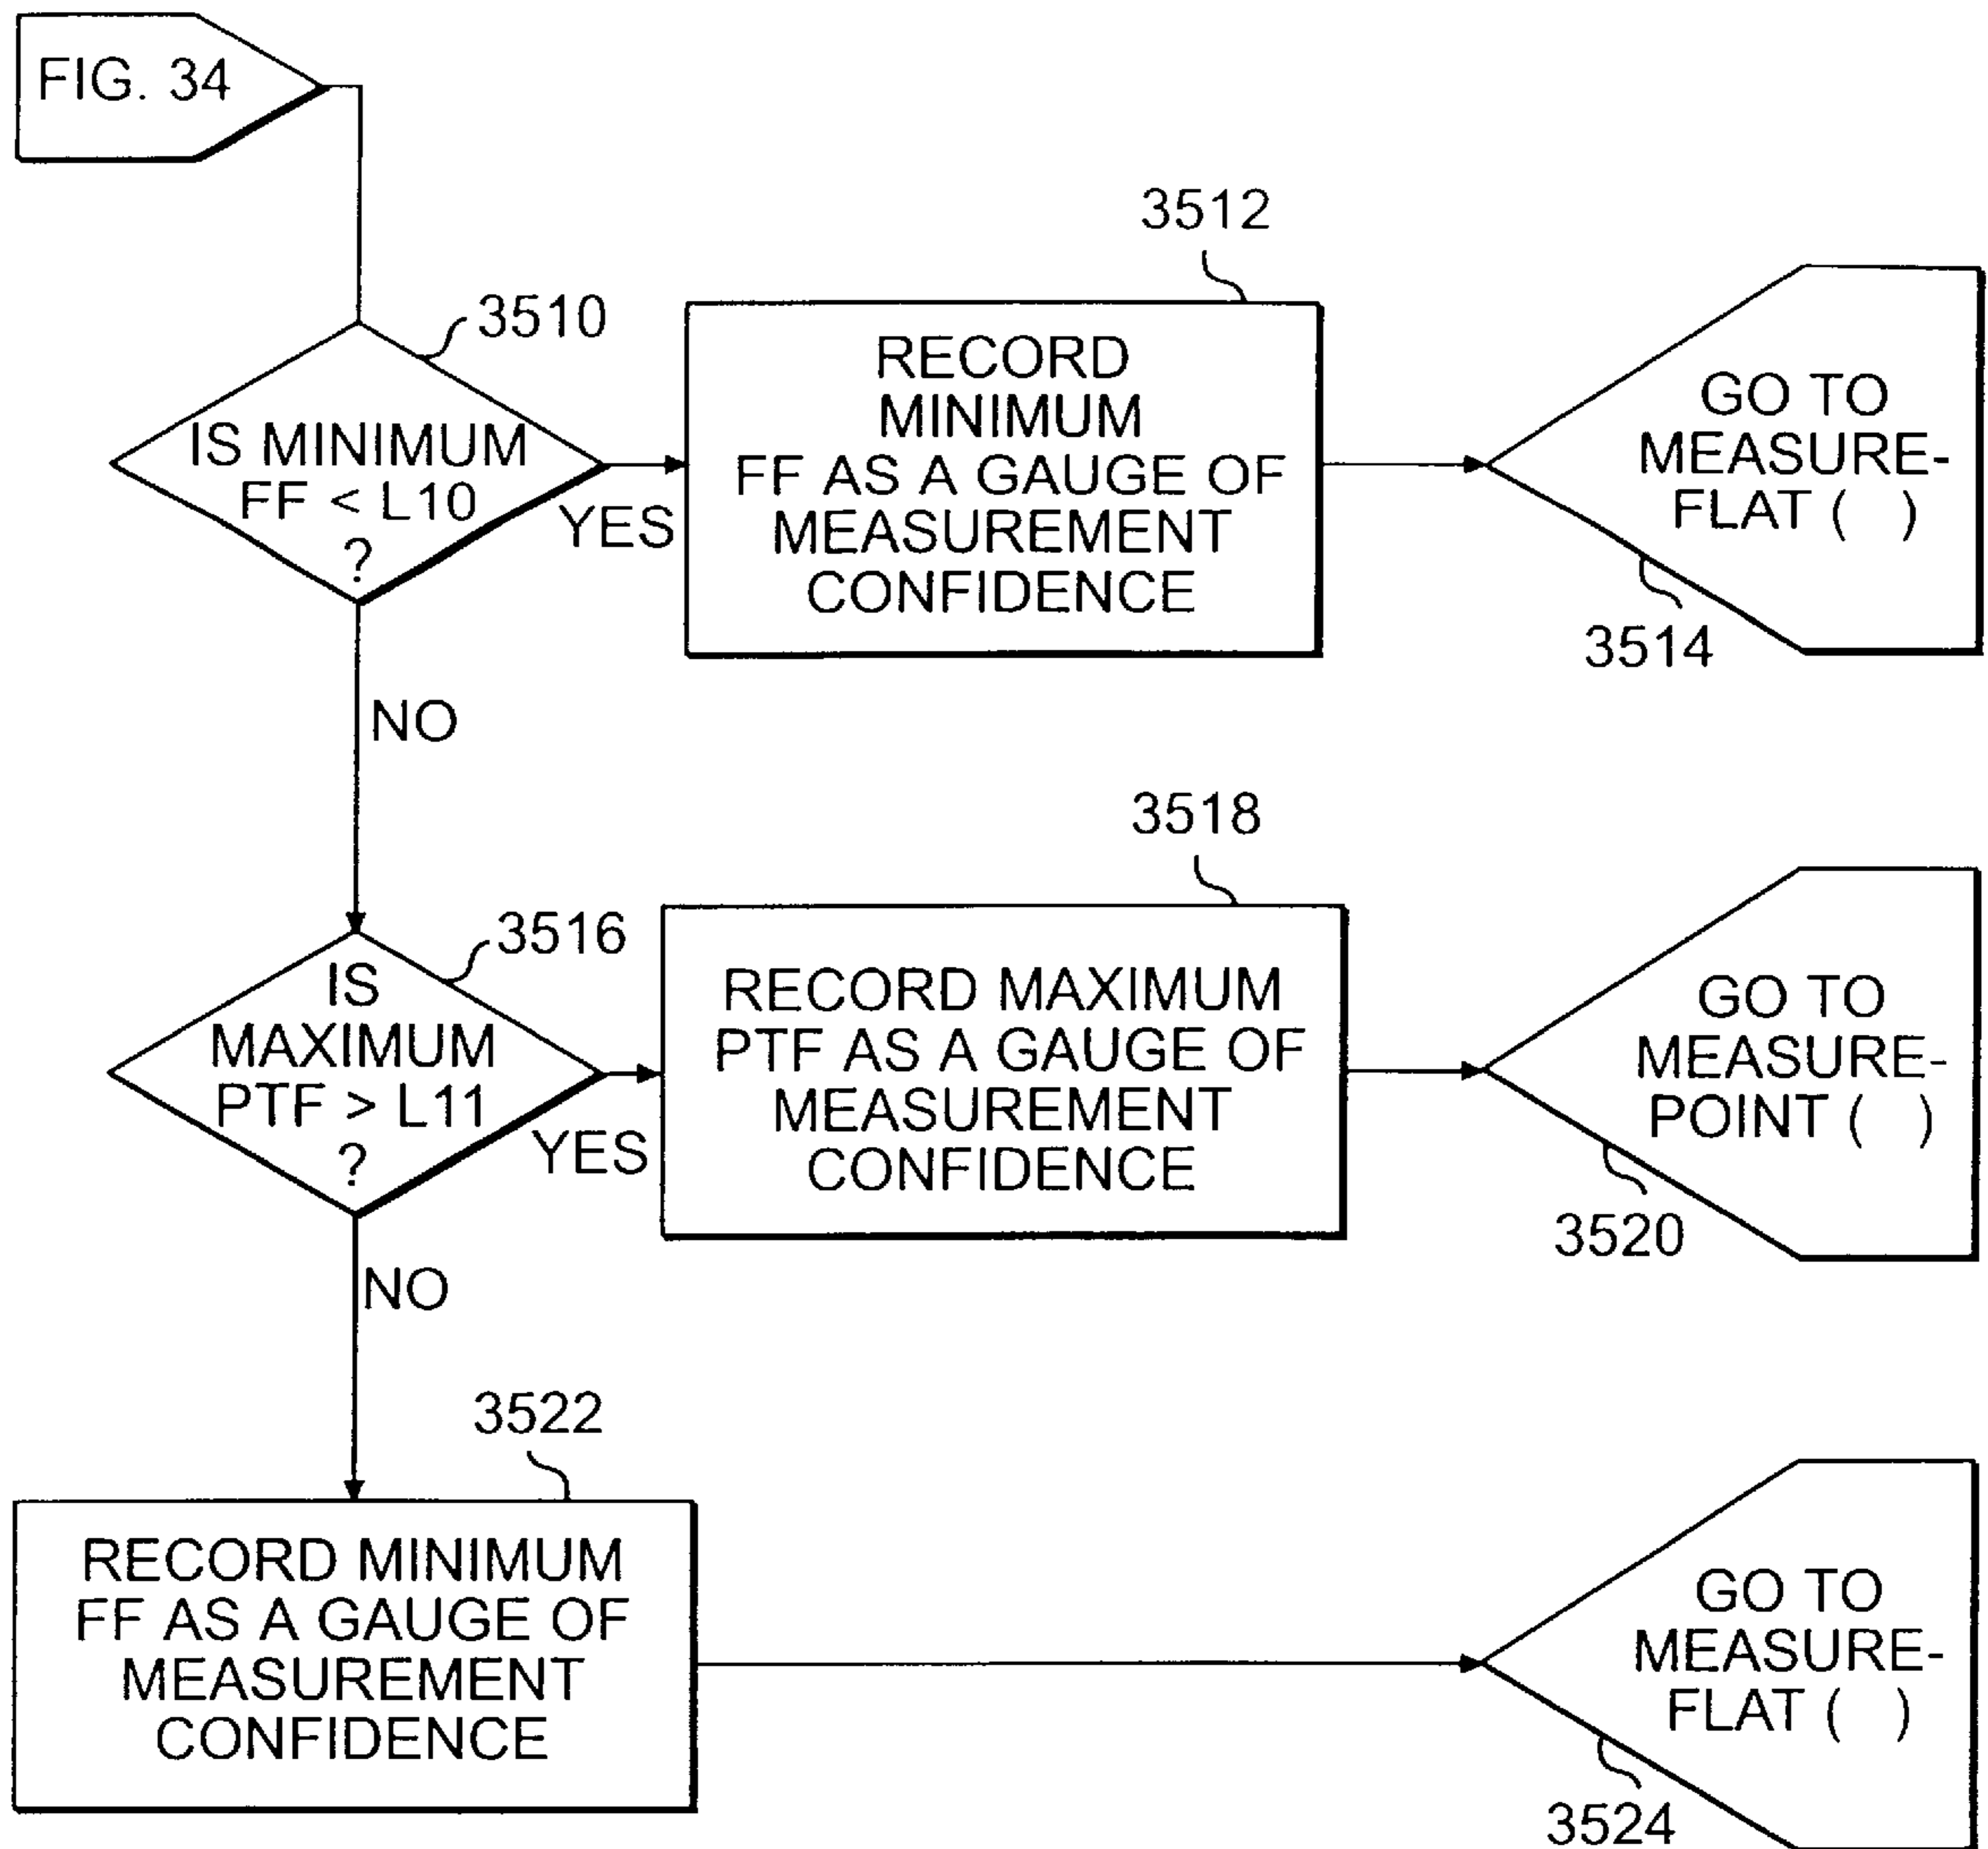 FIG. 34
3510
IS MINIMUM
FF < L10
?
YES
3512
RECORD
MINIMUM
FF AS A GAUGE OF
MEASUREMENT
CONFIDENCE
GO TO
MEASURE-
FLAT ( )
3514
NO
3516
IS
MAXIMUM
PTF > L11
?
YES
3518
RECORD MAXIMUM
PTF AS A GAUGE OF
MEASUREMENT
CONFIDENCE
GO TO
MEASURE-
POINT ( )
3520
NO
3522
RECORD MINIMUM
FF AS A GAUGE OF
MEASUREMENT
CONFIDENCE
GO TO
MEASURE-
FLAT ( )
3524